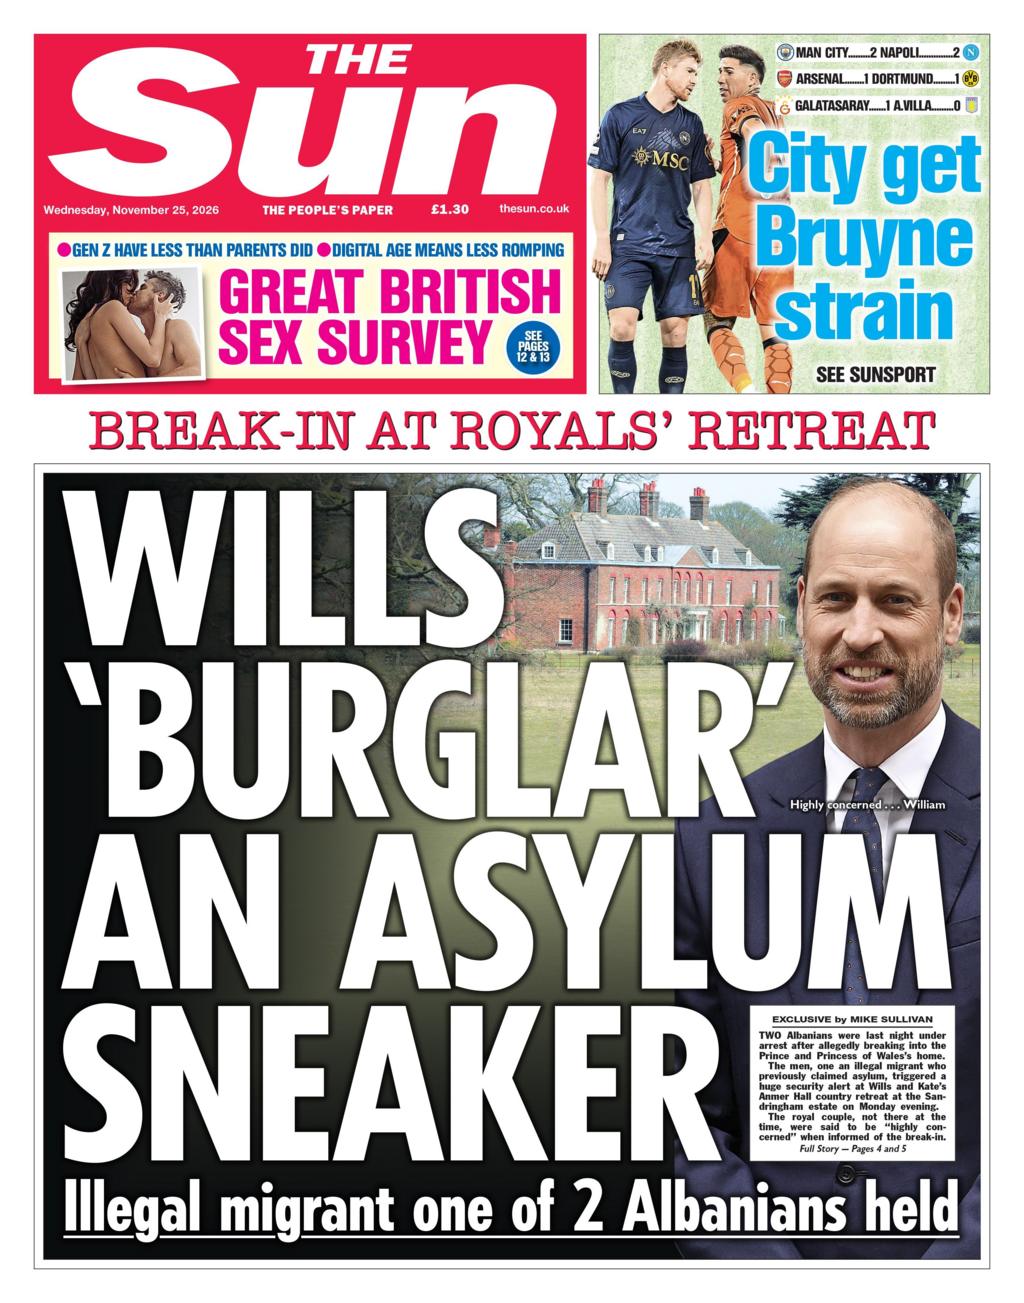 THE
Sun
Wednesday, November 25, 2026 THE PEOPLE'S PAPER £1.30 thesun.co.uk
●GEN Z HAVE LESS THAN PARENTS DID ●DIGITAL AGE MEANS LESS ROMPING
GREAT BRITISH
SEX SURVEY
SEE
PAGES
12 & 13
MAN CITY.......2 NAPOLI.............2
ARSENAL.......1 DORTMUND........1
GALATASARAY......1 A.VILLA.........0
EA7
MSC
City get
Bruyne
strain
SEE SUNSPORT
BREAK-IN AT ROYALS' RETREAT
WILLS
'BURGLAR'
AN ASYLUM
SNEAKER
Highly concerned . . . William
EXCLUSIVE by MIKE SULLIVAN
TWO Albanians were last night under
arrest after allegedly breaking into the
Prince and Princess of Wales's home.
The men, one an illegal migrant who
previously claimed asylum, triggered a
huge security alert at Wills and Kate's
Anmer Hall country retreat at the San-
dringham estate on Monday evening.
The royal couple, not there at the
time, were said to be "highly con-
cerned" when informed of the break-in.
Full Story — Pages 4 and 5
Illegal migrant one of 2 Albanians held